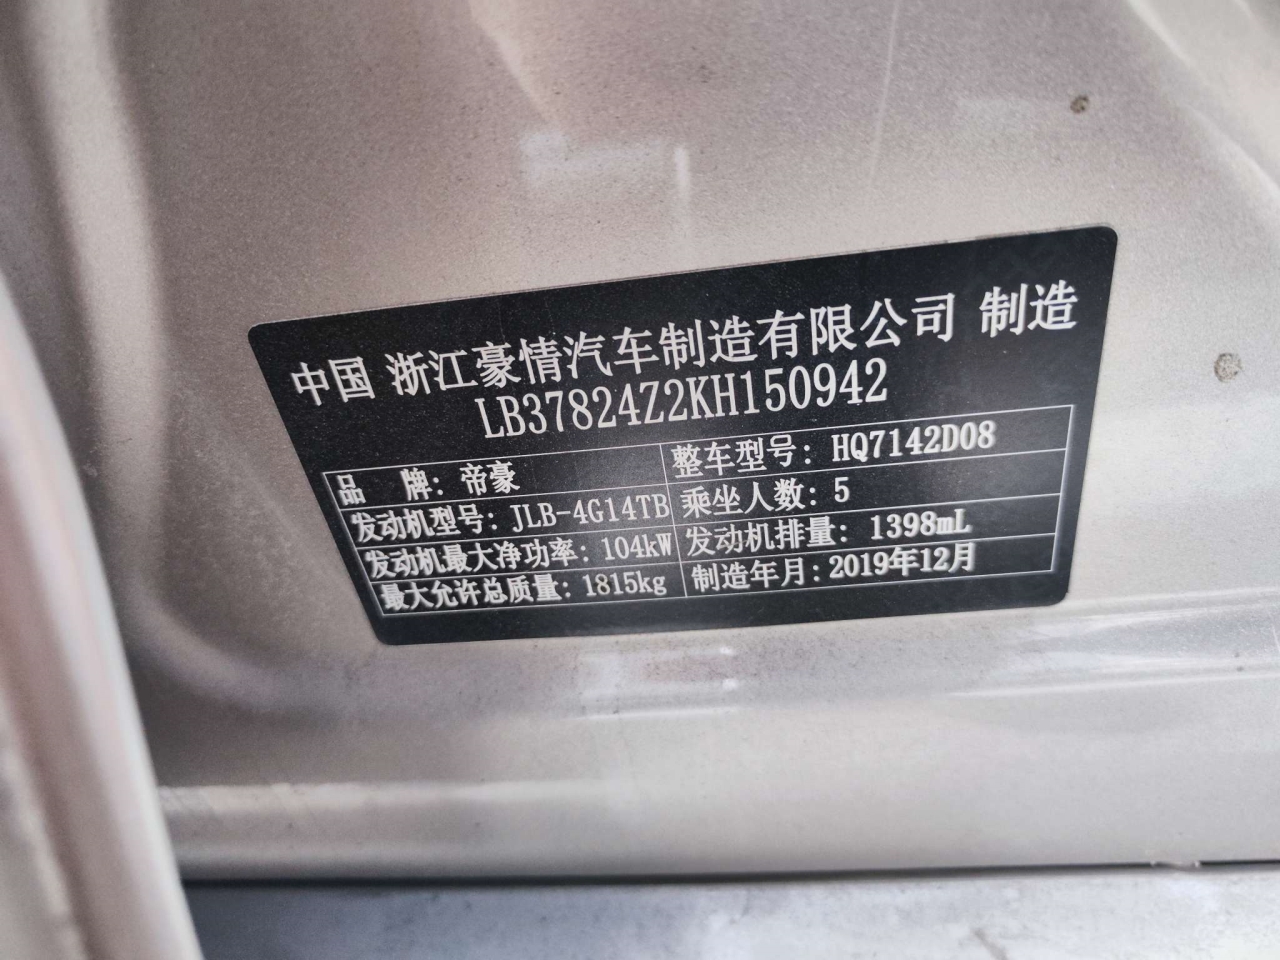 中国 浙江豪情汽车制造有限公司 制造
LB37824Z2KH150942
品 牌：帝豪 整车型号：HQ7142D08
发动机型号：JLB-4G14TB 乘坐人数：5
发动机最大净功率：104kW 发动机排量：1398mL
最大允许总质量：1815kg 制造年月：2019年12月